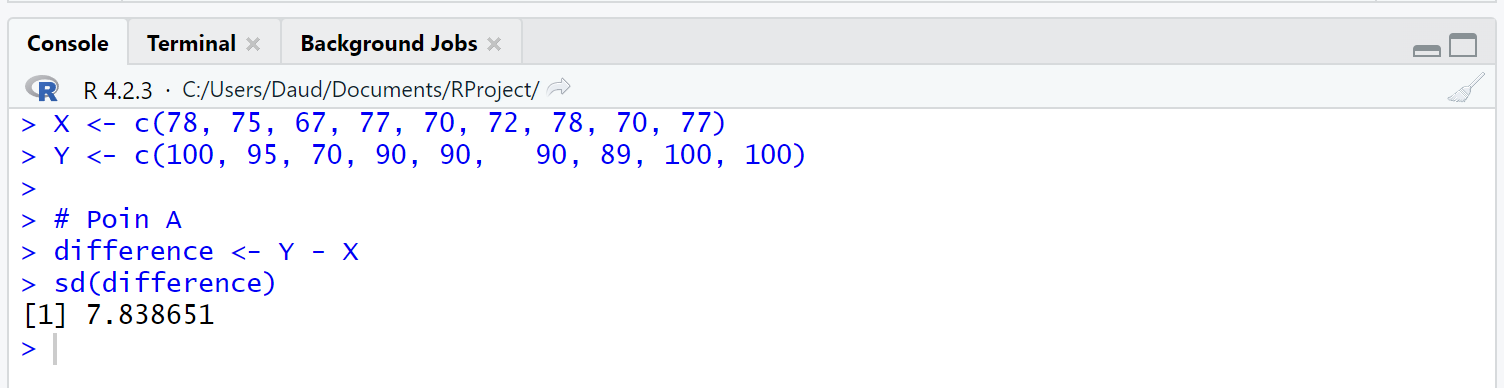 Console Terminal × Background Jobs ×
R R 4.2.3 · C:/Users/Daud/Documents/RProject/
> X <- c(78, 75, 67, 77, 70, 72, 78, 70, 77)
> Y <- c(100, 95, 70, 90, 90,   90, 89, 100, 100)
>
> # Poin A
> difference <- Y - X
> sd(difference)
[1] 7.838651
>